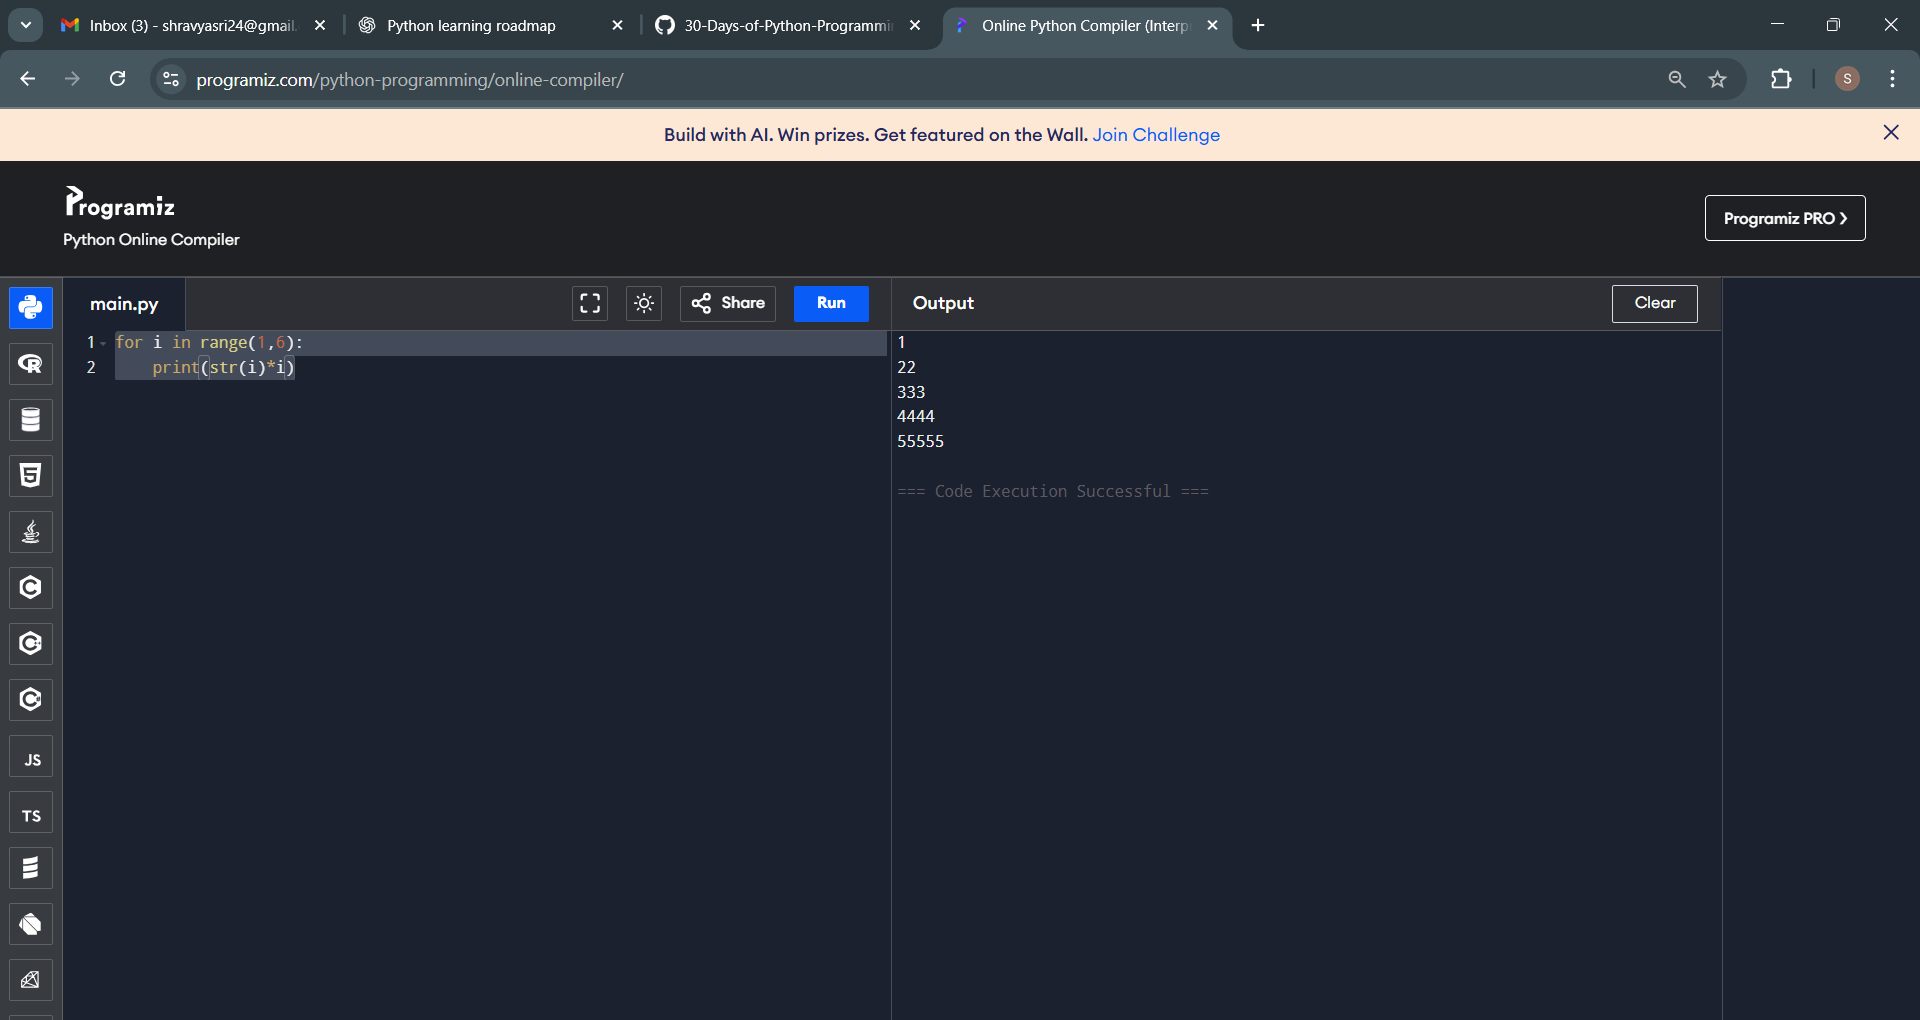 Inbox (3) - shravyasri24@gmail.
Python learning roadmap
30-Days-of-Python-Programmi
Online Python Compiler (Interp
programiz.com/python-programming/online-compiler/
S
Build with AI. Win prizes. Get featured on the Wall. Join Challenge
Programiz
Python Online Compiler
Programiz PRO
main.py
Share
Run
Output
Clear
1 for i in range(1,6):
2     print(str(i)*i)
1
22
333
4444
55555
=== Code Execution Successful ===
R
5
C
C
C
JS
TS